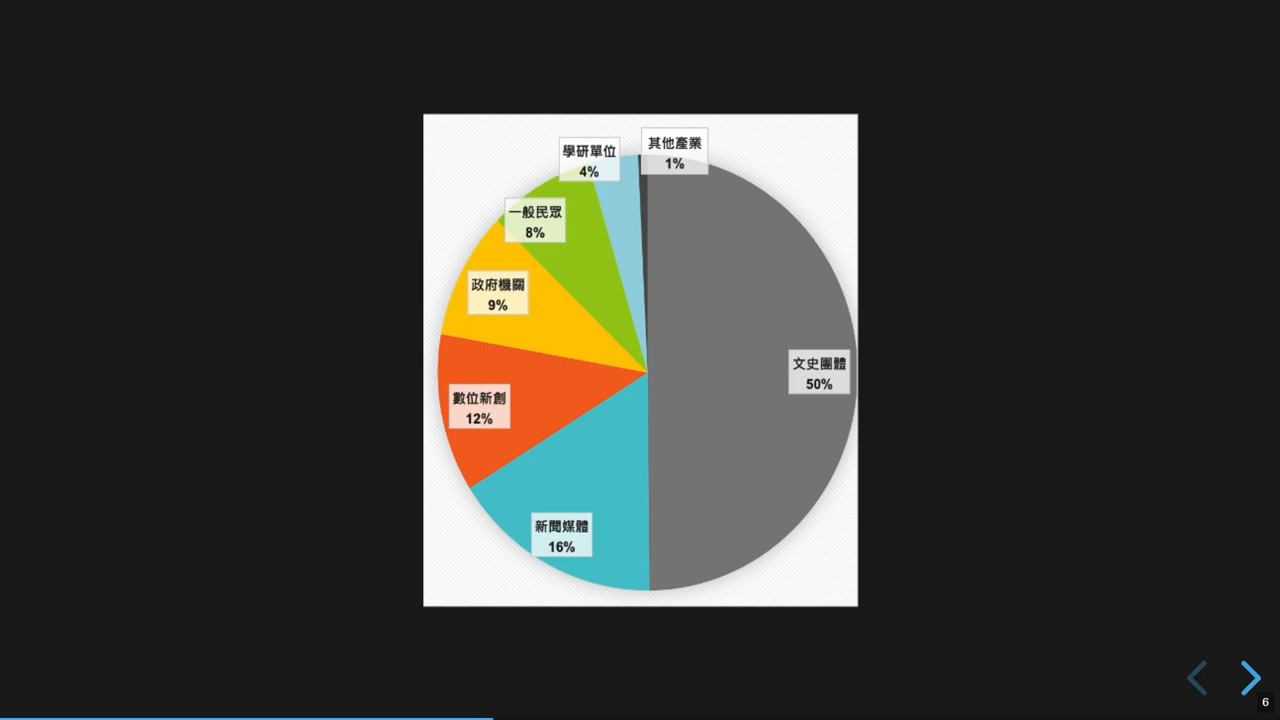 其他產業
1%
學研單位
4%
一般民眾
8%
政府機關
9%
文史團體
50%
數位新創
12%
新聞媒體
16%
6